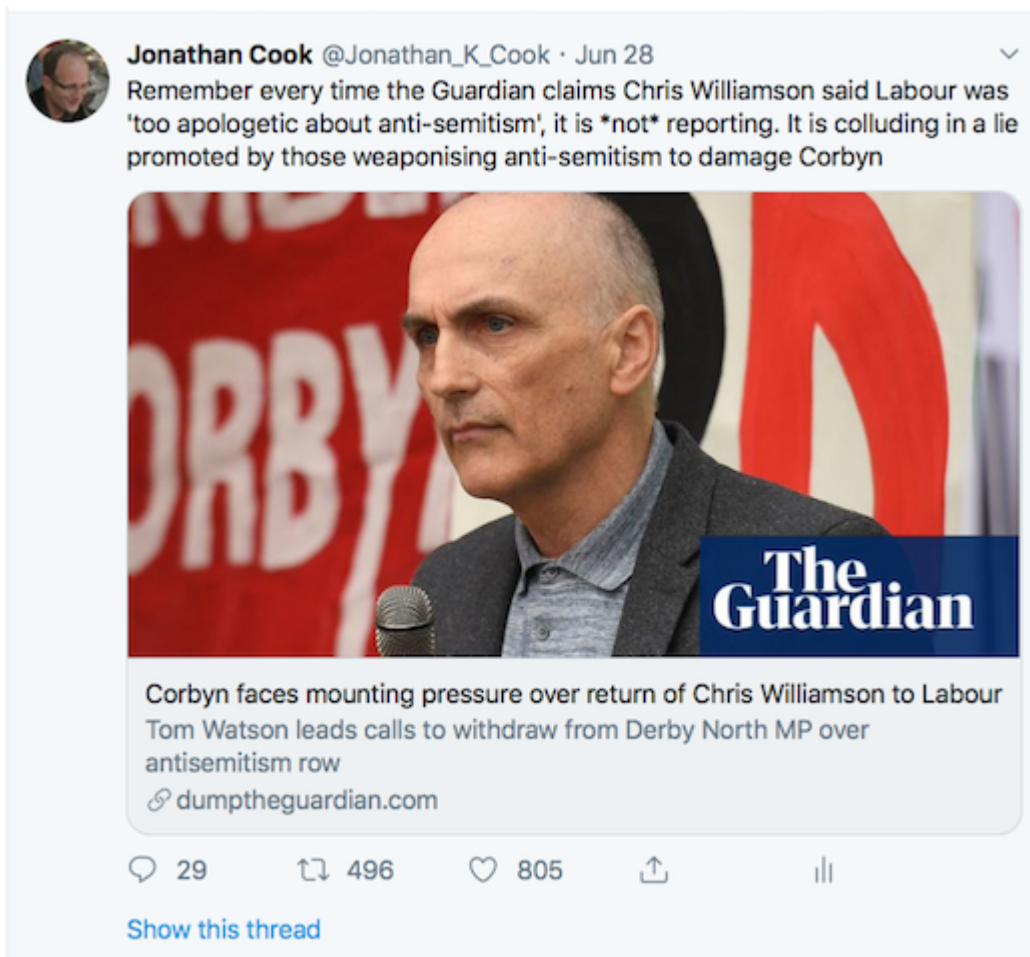 Jonathan Cook @Jonathan_K_Cook · Jun 28
Remember every time the Guardian claims Chris Williamson said Labour was
'too apologetic about anti-semitism', it is *not* reporting. It is colluding in a lie
promoted by those weaponising anti-semitism to damage Corbyn
ORBY
The
Guardian
Corbyn faces mounting pressure over return of Chris Williamson to Labour
Tom Watson leads calls to withdraw from Derby North MP over
antisemitism row
dumptheguardian.com
29 496 805
Show this thread